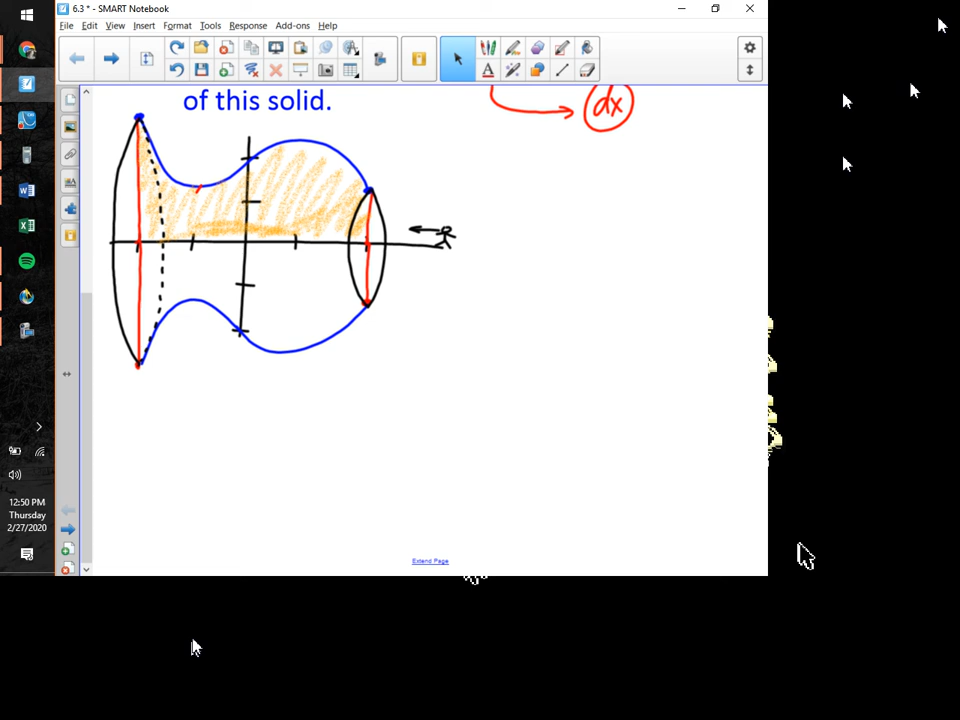 6.3 * - SMART Notebook
File Edit View Insert Format Tools Response Add-ons Help
of this solid.
dx
12:50 PM
Thursday
2/27/2020
Extend Page